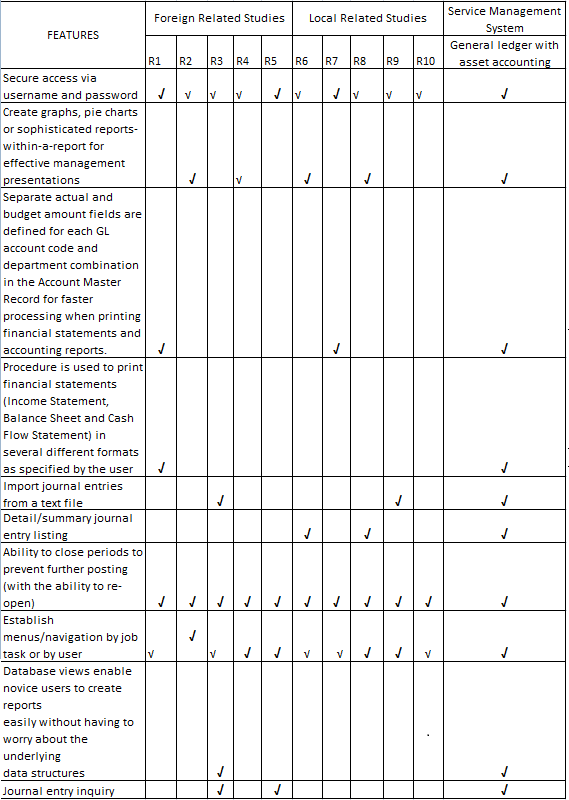 FEATURES
Foreign Related Studies
Local Related Studies
Service Management
System
R1 R2 R3 R4 R5 R6 R7 R8 R9 R10
General ledger with
asset accounting
Secure access via
username and password √ √ √ √ √ √ √ √ √ √ √
Create graphs, pie charts
or sophisticated reports-
within-a-report for
effective management
presentations √ √ √ √ √
Separate actual and
budget amount fields are
defined for each GL
account code and
department combination
in the Account Master
Record for faster
processing when printing
financial statements and
accounting reports. √ √ √
Procedure is used to print
financial statements
(Income Statement,
Balance Sheet and Cash
Flow Statement) in
several different formats
as specified by the user √ √
Import journal entries
from a text file √ √ √
Detail/summary journal
entry listing √ √ √
Ability to close periods to
prevent further posting
(with the ability to re-
open) √ √ √ √ √ √ √ √ √ √ √
Establish
menus/navigation by job
task or by user √ √ √ √ √ √ √ √ √ √ √
Database views enable
novice users to create
reports
easily without having to
worry about the
underlying
data structures √ √
Journal entry inquiry √ √ √